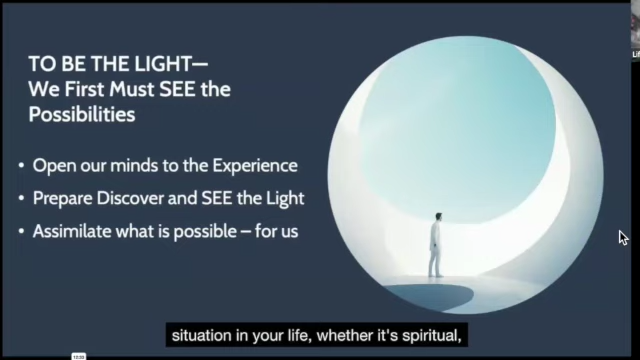 TO BE THE LIGHT—
We First Must SEE the
Possibilities
• Open our minds to the Experience
• Prepare Discover and SEE the Light
• Assimilate what is possible – for us
situation in your life, whether it's spiritual,